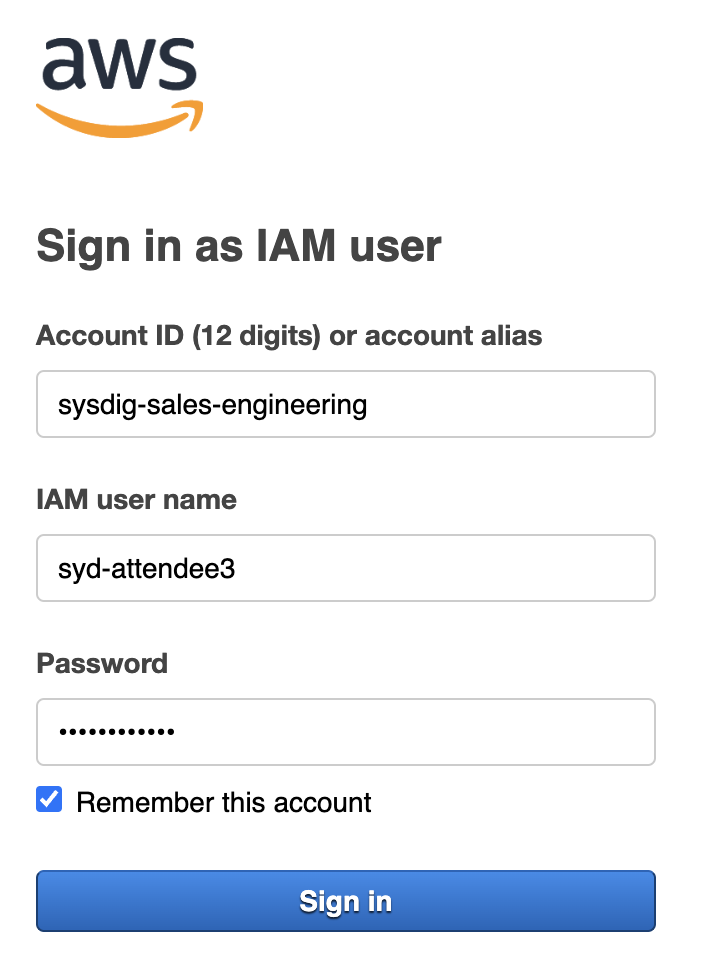 aws
Sign in as IAM user
Account ID (12 digits) or account alias
sysdig-sales-engineering
IAM user name
syd-attendee3
Password
••••••••••••
Remember this account
Sign in